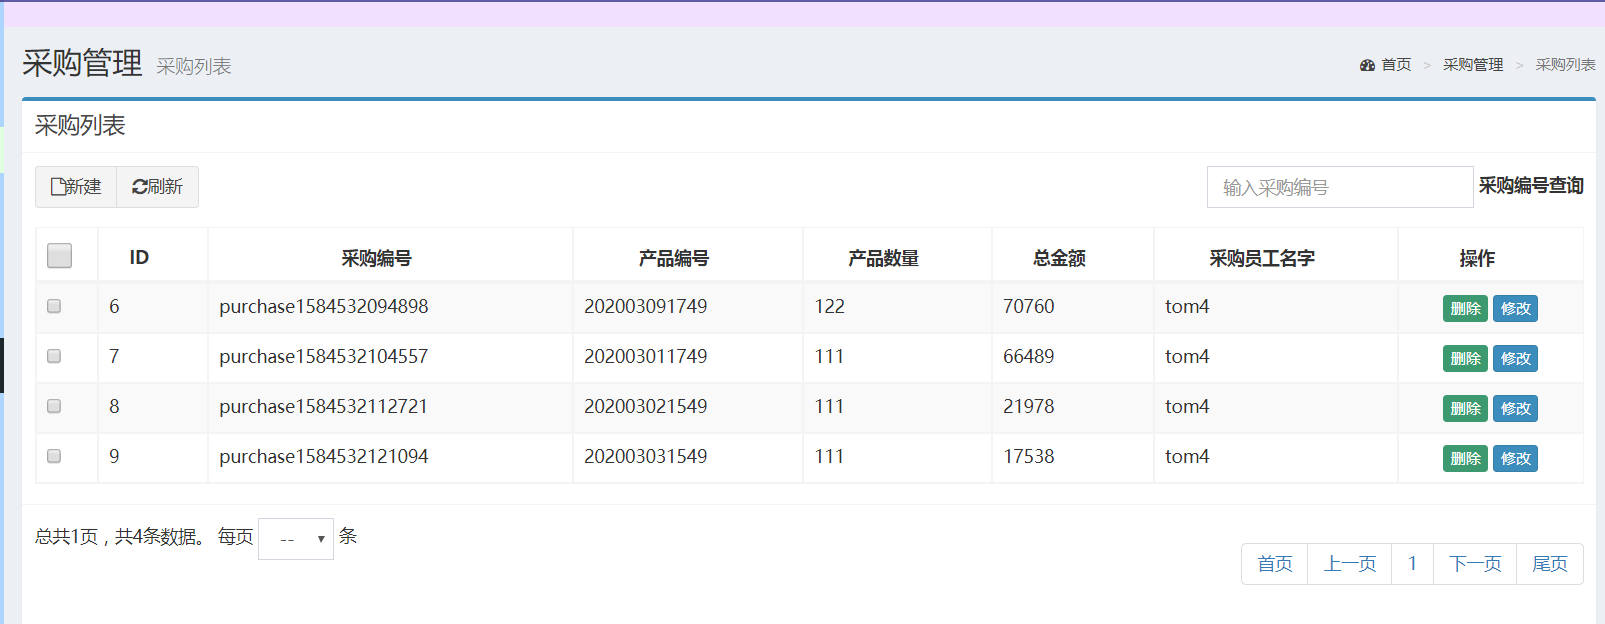 采购管理 采购列表
首页 > 采购管理 > 采购列表
采购列表
新建 刷新
输入采购编号 采购编号查询
ID 采购编号 产品编号 产品数量 总金额 采购员工名字 操作
6 purchase1584532094898 202003091749 122 70760 tom4 删除 修改
7 purchase1584532104557 202003011749 111 66489 tom4 删除 修改
8 purchase1584532112721 202003021549 111 21978 tom4 删除 修改
9 purchase1584532121094 202003031549 111 17538 tom4 删除 修改
总共1页，共4条数据。 每页 -- 条
首页 上一页 1 下一页 尾页